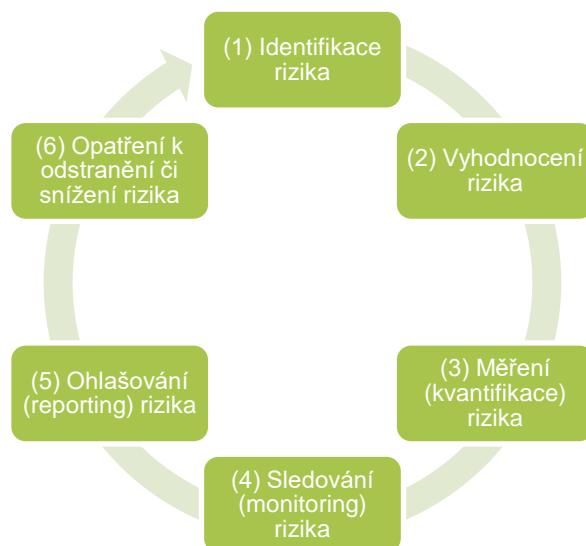 (1) Identifikace
rizika
(2) Vyhodnocení
rizika
(3) Měření
(kvantifikace)
rizika
(4) Sledování
(monitoring)
rizika
(5) Ohlašování
(reporting) rizika
(6) Opatření k
odstranění či
snížení rizika